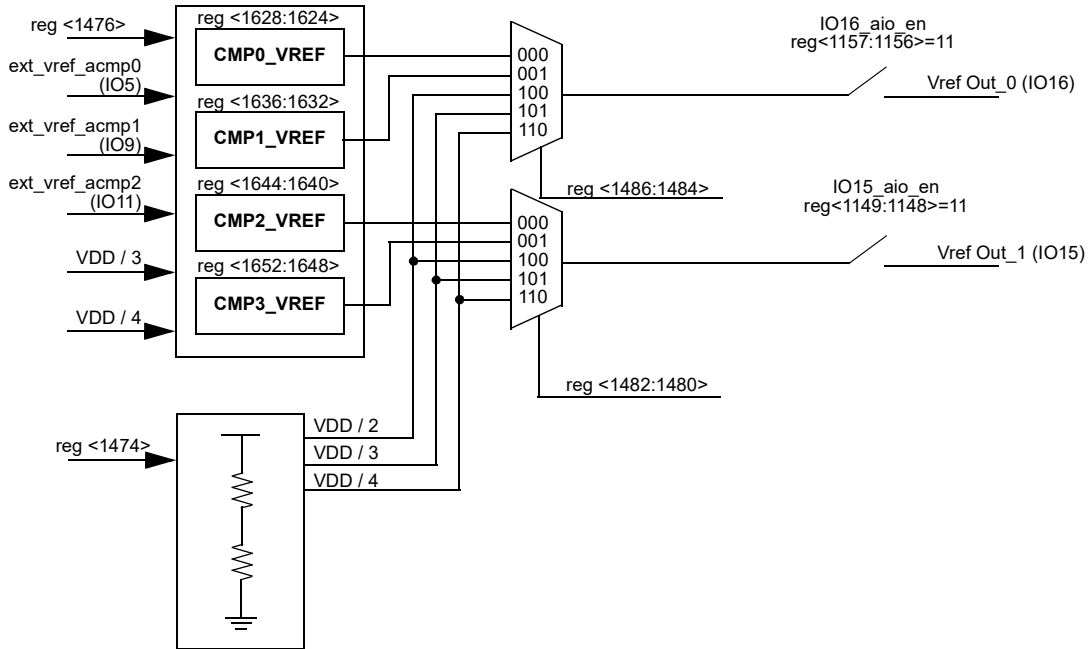 reg <1476>
ext_vref_acmp0
(IO5)
ext_vref_acmp1
(IO9)
ext_vref_acmp2
(IO11)
VDD / 3
VDD / 4
reg <1628:1624>
CMP0_VREF
reg <1636:1632>
CMP1_VREF
reg <1644:1640>
CMP2_VREF
reg <1652:1648>
CMP3_VREF
000
001
100
101
110
reg <1486:1484>
IO16_aio_en
reg<1157:1156>=11
Vref Out_0 (IO16)
000
001
100
101
110
reg <1482:1480>
IO15_aio_en
reg<1149:1148>=11
Vref Out_1 (IO15)
reg <1474>
VDD / 2
VDD / 3
VDD / 4